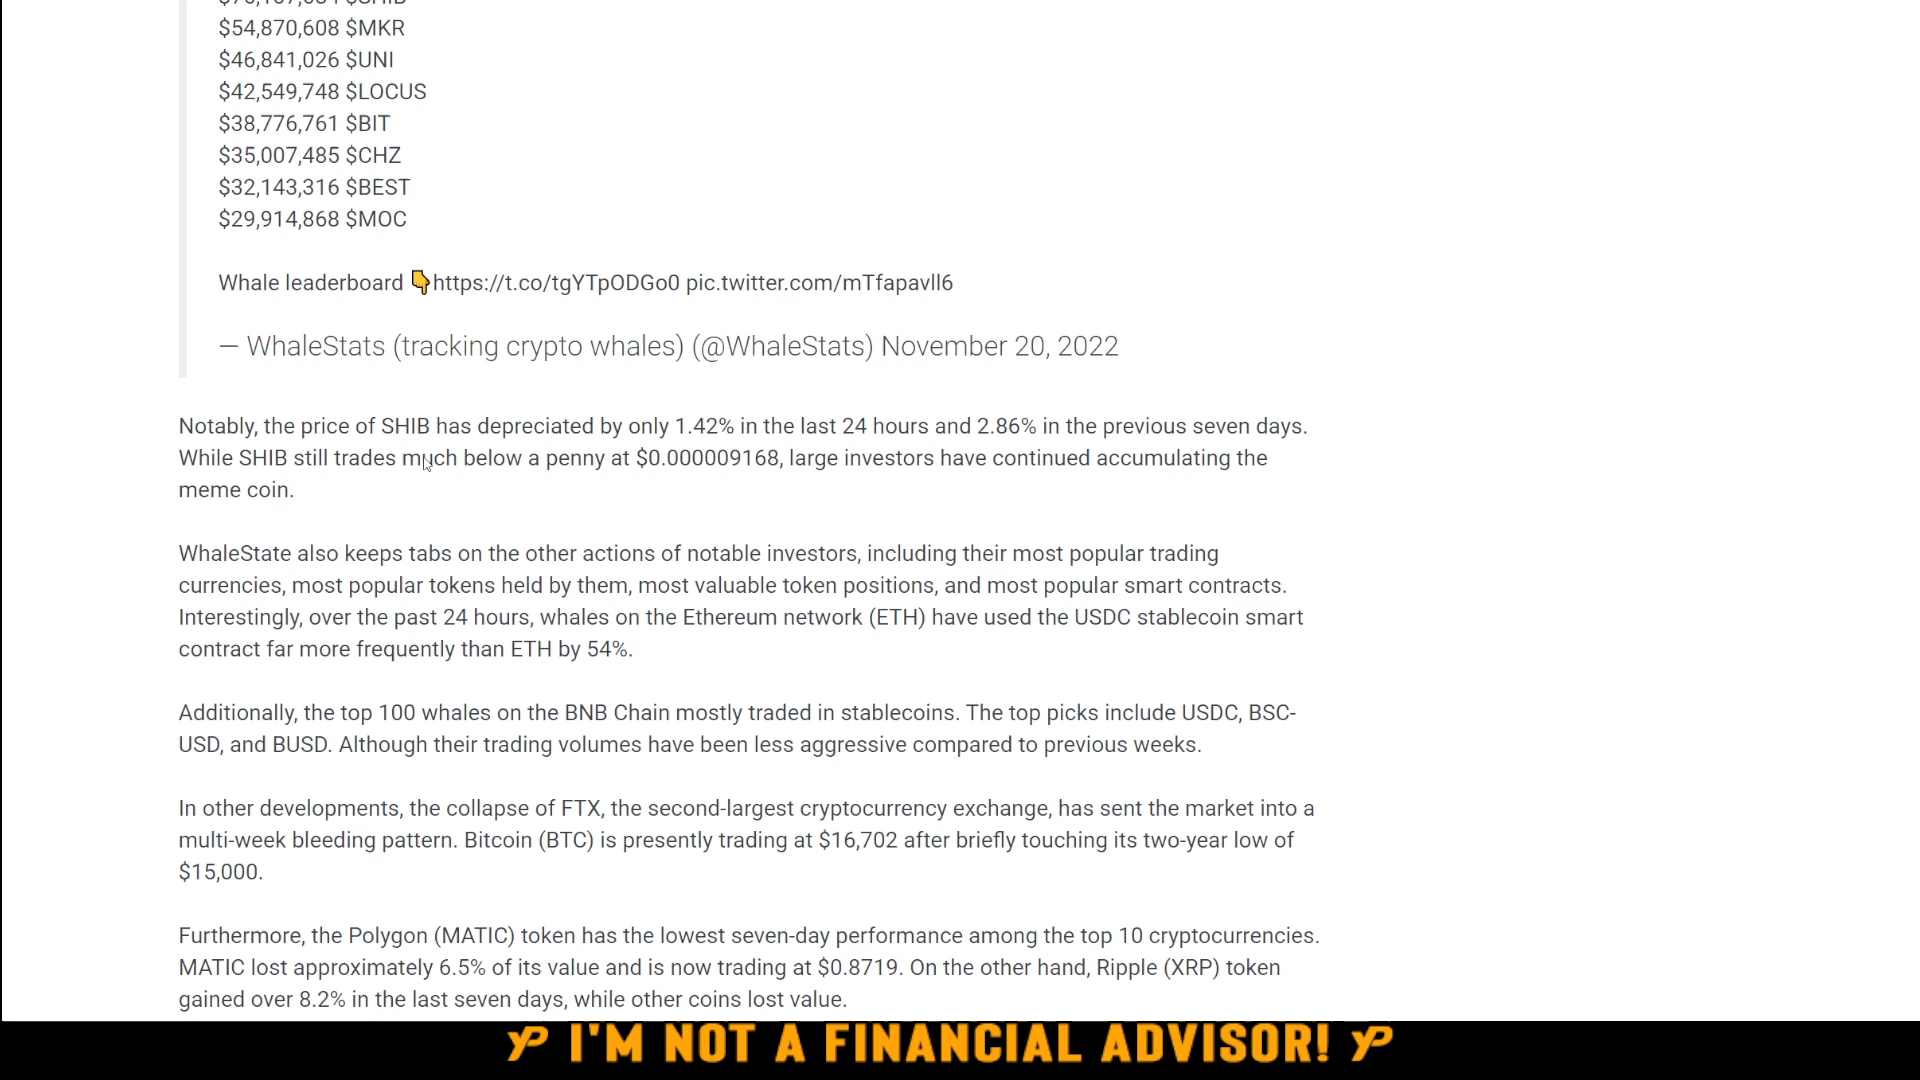 $54,870,608 $MKR
$46,841,026 $UNI
$42,549,748 $LOCUS
$38,776,761 $BIT
$35,007,485 $CHZ
$32,143,316 $BEST
$29,914,868 $MOC
Whale leaderboard 👇https://t.co/tgYTpODGo0 pic.twitter.com/mTfapavll6
— WhaleStats (tracking crypto whales) (@WhaleStats) November 20, 2022
Notably, the price of SHIB has depreciated by only 1.42% in the last 24 hours and 2.86% in the previous seven days.
While SHIB still trades much below a penny at $0.000009168, large investors have continued accumulating the
meme coin.
WhaleState also keeps tabs on the other actions of notable investors, including their most popular trading
currencies, most popular tokens held by them, most valuable token positions, and most popular smart contracts.
Interestingly, over the past 24 hours, whales on the Ethereum network (ETH) have used the USDC stablecoin smart
contract far more frequently than ETH by 54%.
Additionally, the top 100 whales on the BNB Chain mostly traded in stablecoins. The top picks include USDC, BSC-
USD, and BUSD. Although their trading volumes have been less aggressive compared to previous weeks.
In other developments, the collapse of FTX, the second-largest cryptocurrency exchange, has sent the market into a
multi-week bleeding pattern. Bitcoin (BTC) is presently trading at $16,702 after briefly touching its two-year low of
$15,000.
Furthermore, the Polygon (MATIC) token has the lowest seven-day performance among the top 10 cryptocurrencies.
MATIC lost approximately 6.5% of its value and is now trading at $0.8719. On the other hand, Ripple (XRP) token
gained over 8.2% in the last seven days, while other coins lost value.
YP I'M NOT A FINANCIAL ADVISOR! YP